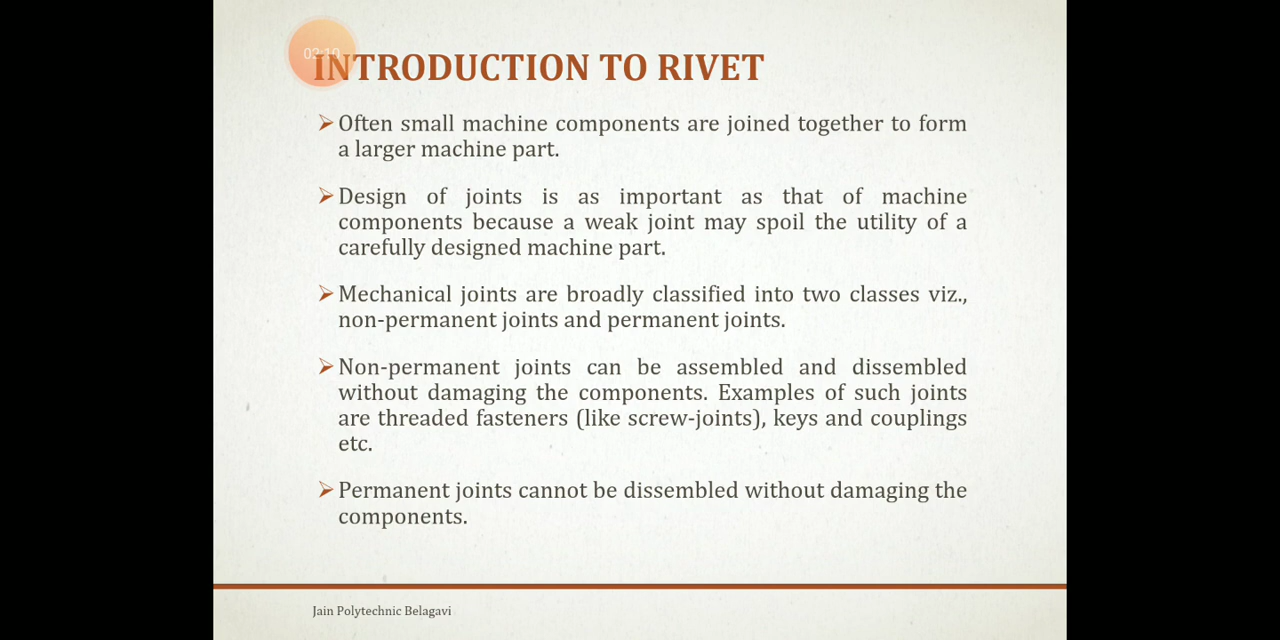 02:10
INTRODUCTION TO RIVET
➢Often small machine components are joined together to form
a larger machine part.
➢Design of joints is as important as that of machine
components because a weak joint may spoil the utility of a
carefully designed machine part.
➢Mechanical joints are broadly classified into two classes viz.,
non-permanent joints and permanent joints.
➢Non-permanent joints can be assembled and dissembled
without damaging the components. Examples of such joints
are threaded fasteners (like screw-joints), keys and couplings
etc.
➢Permanent joints cannot be dissembled without damaging the
components.
Jain Polytechnic Belagavi